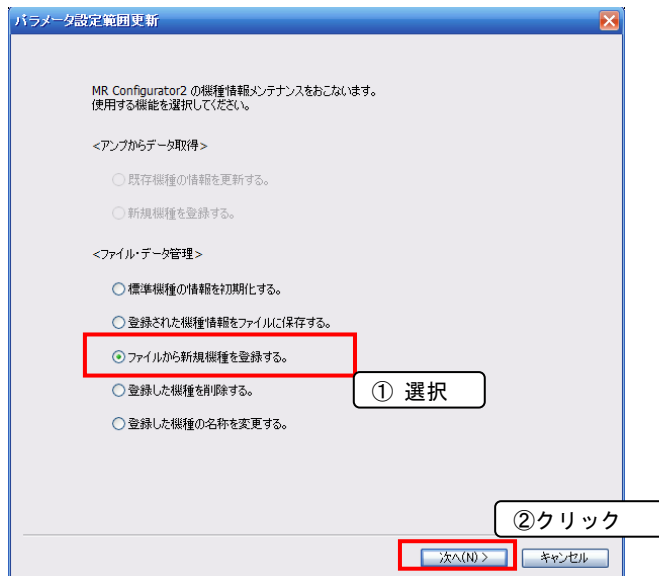 パラメータ設定範囲更新
MR Configurator2 の機種情報メンテナンスをおこないます。
使用する機能を選択してください。
<アンプからデータ取得>
既存機種の情報を更新する。
新規機種を登録する。
<ファイル・データ管理>
標準機種の情報を初期化する。
登録された機種情報をファイルに保存する。
ファイルから新規機種を登録する。
① 選択
登録した機種を削除する。
登録した機種の名称を変更する。
②クリック
次へ(N) >
キャンセル